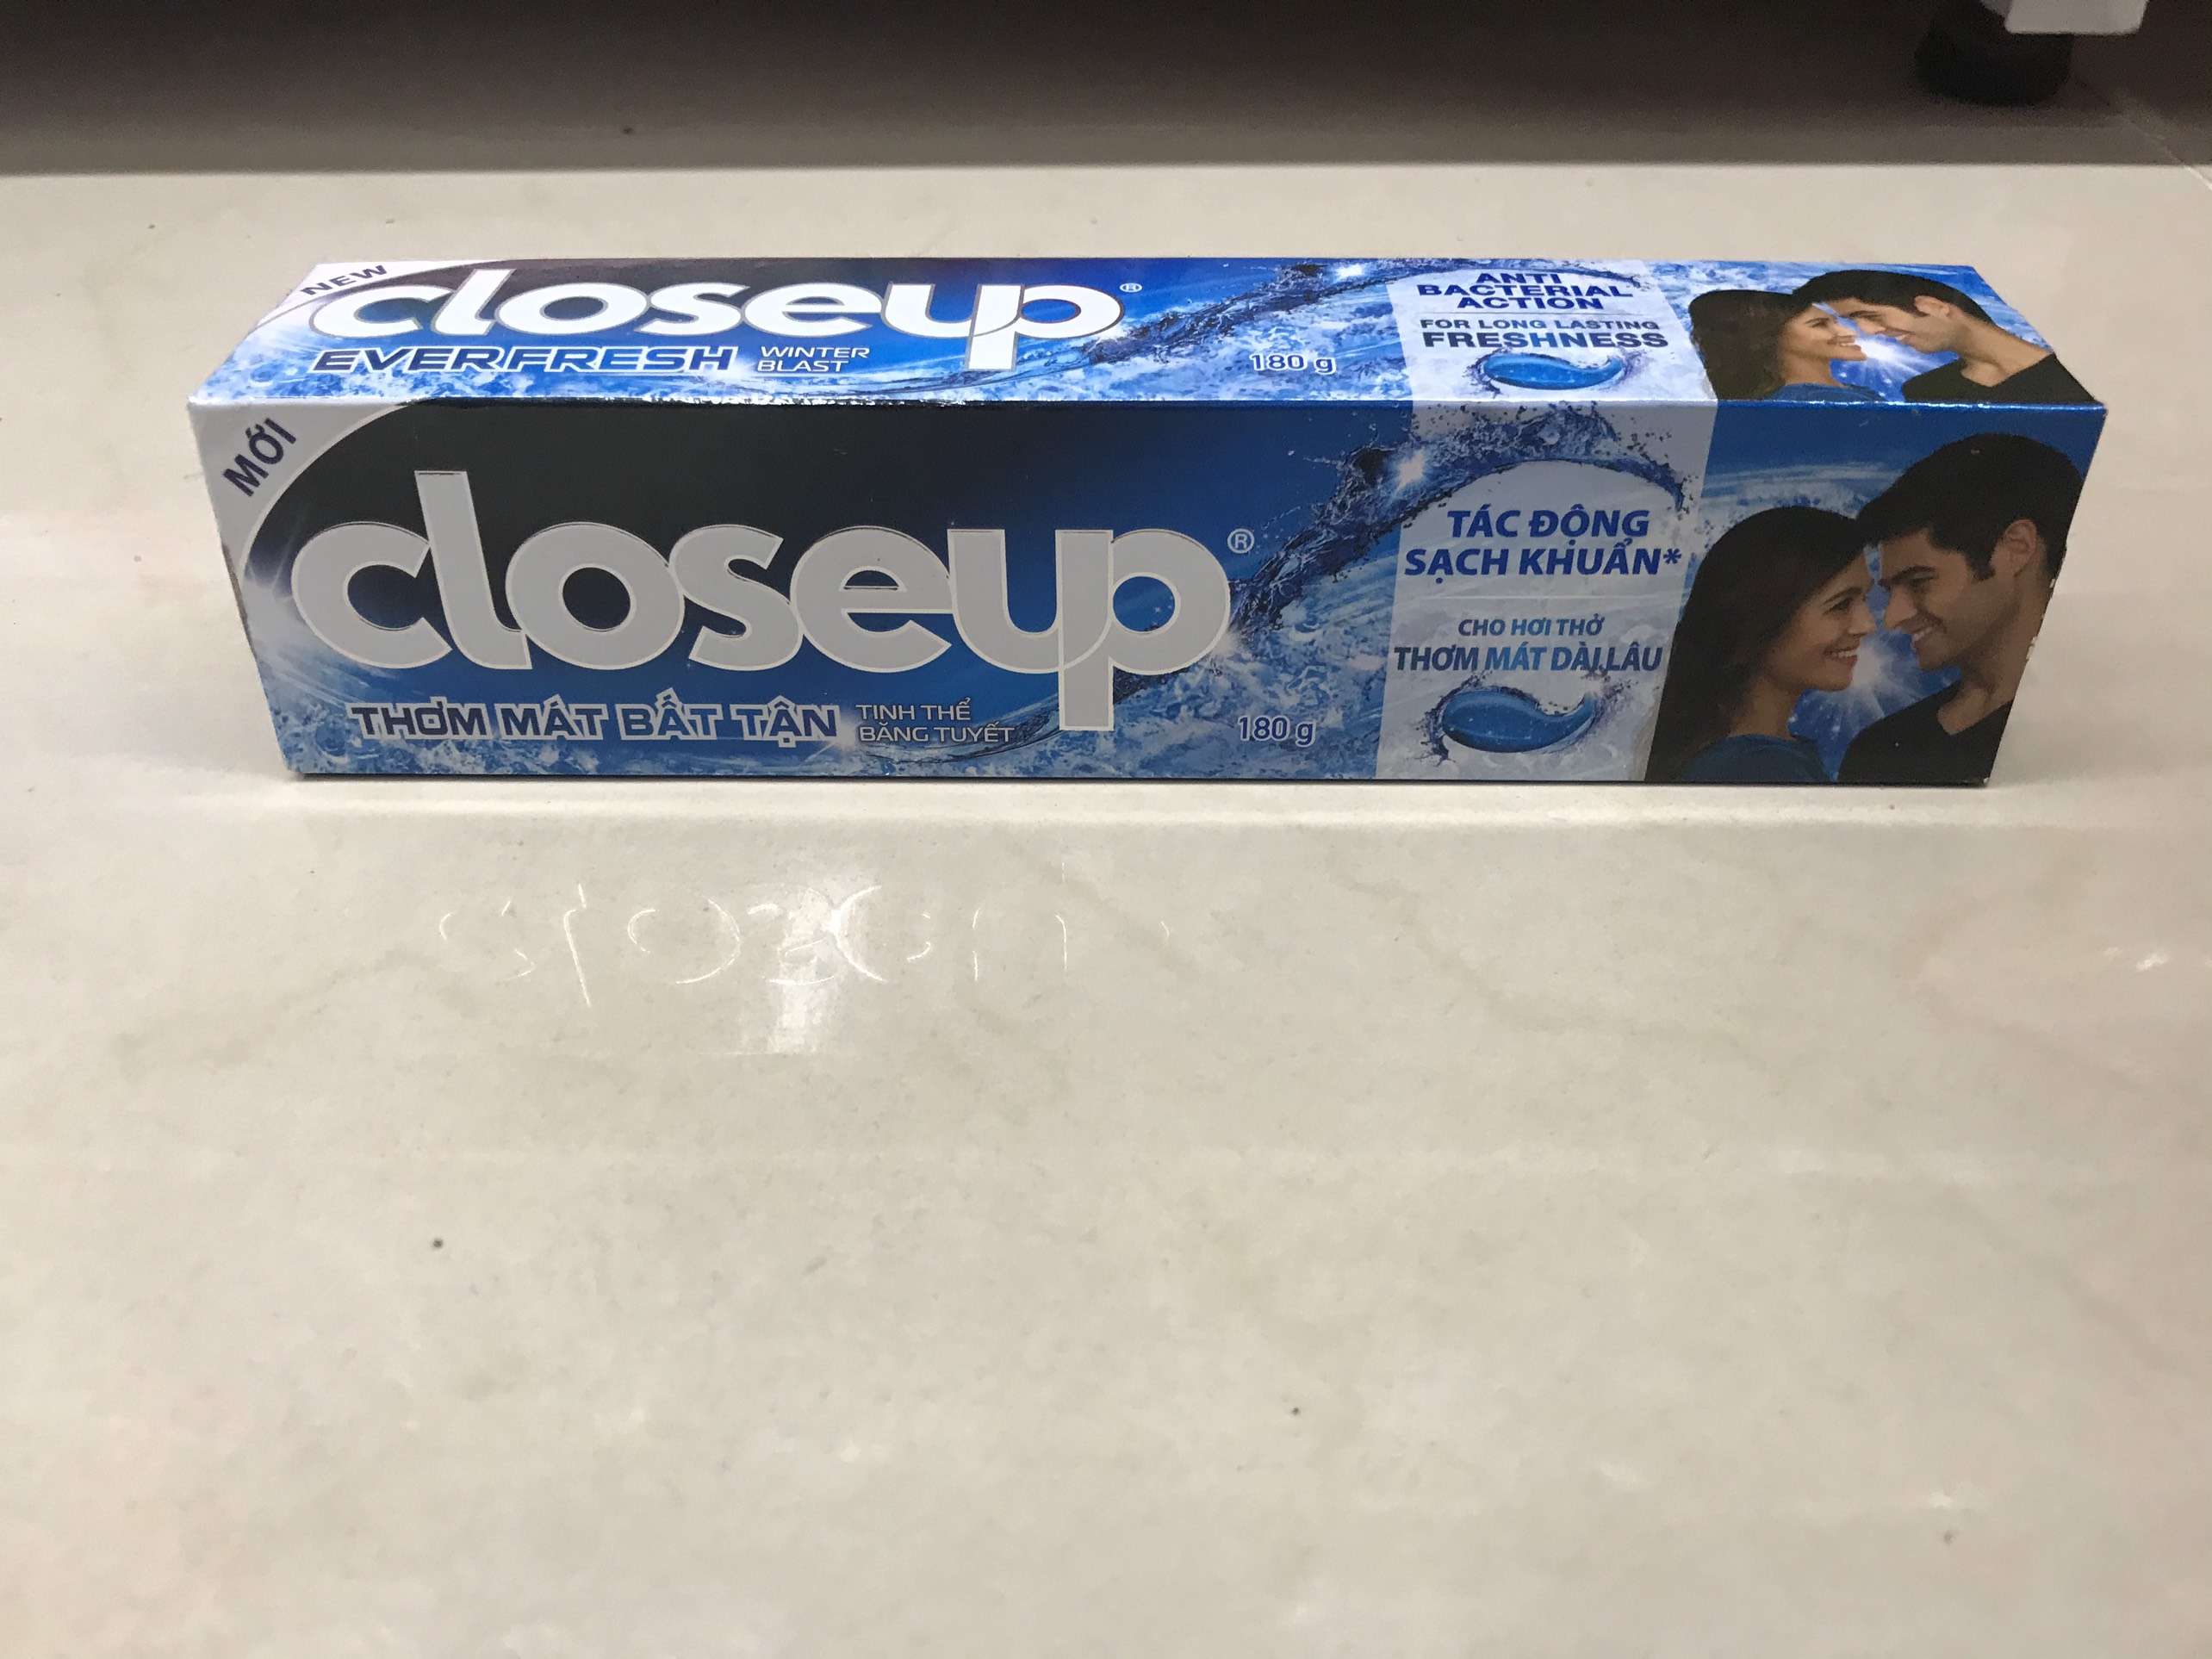 NEW
closeup®
EVERFRESH WINTER
BLAST
180 g
ANTI
BACTERIAL
ACTION
FOR LONG LASTING
FRESHNESS
MỚI
closeup®
THƠM MÁT BẤT TẬN TINH THỂ
BĂNG TUYẾT
180 g
TÁC ĐỘNG
SẠCH KHUẨN*
CHO HƠI THỞ
THƠM MÁT DÀI LÂU